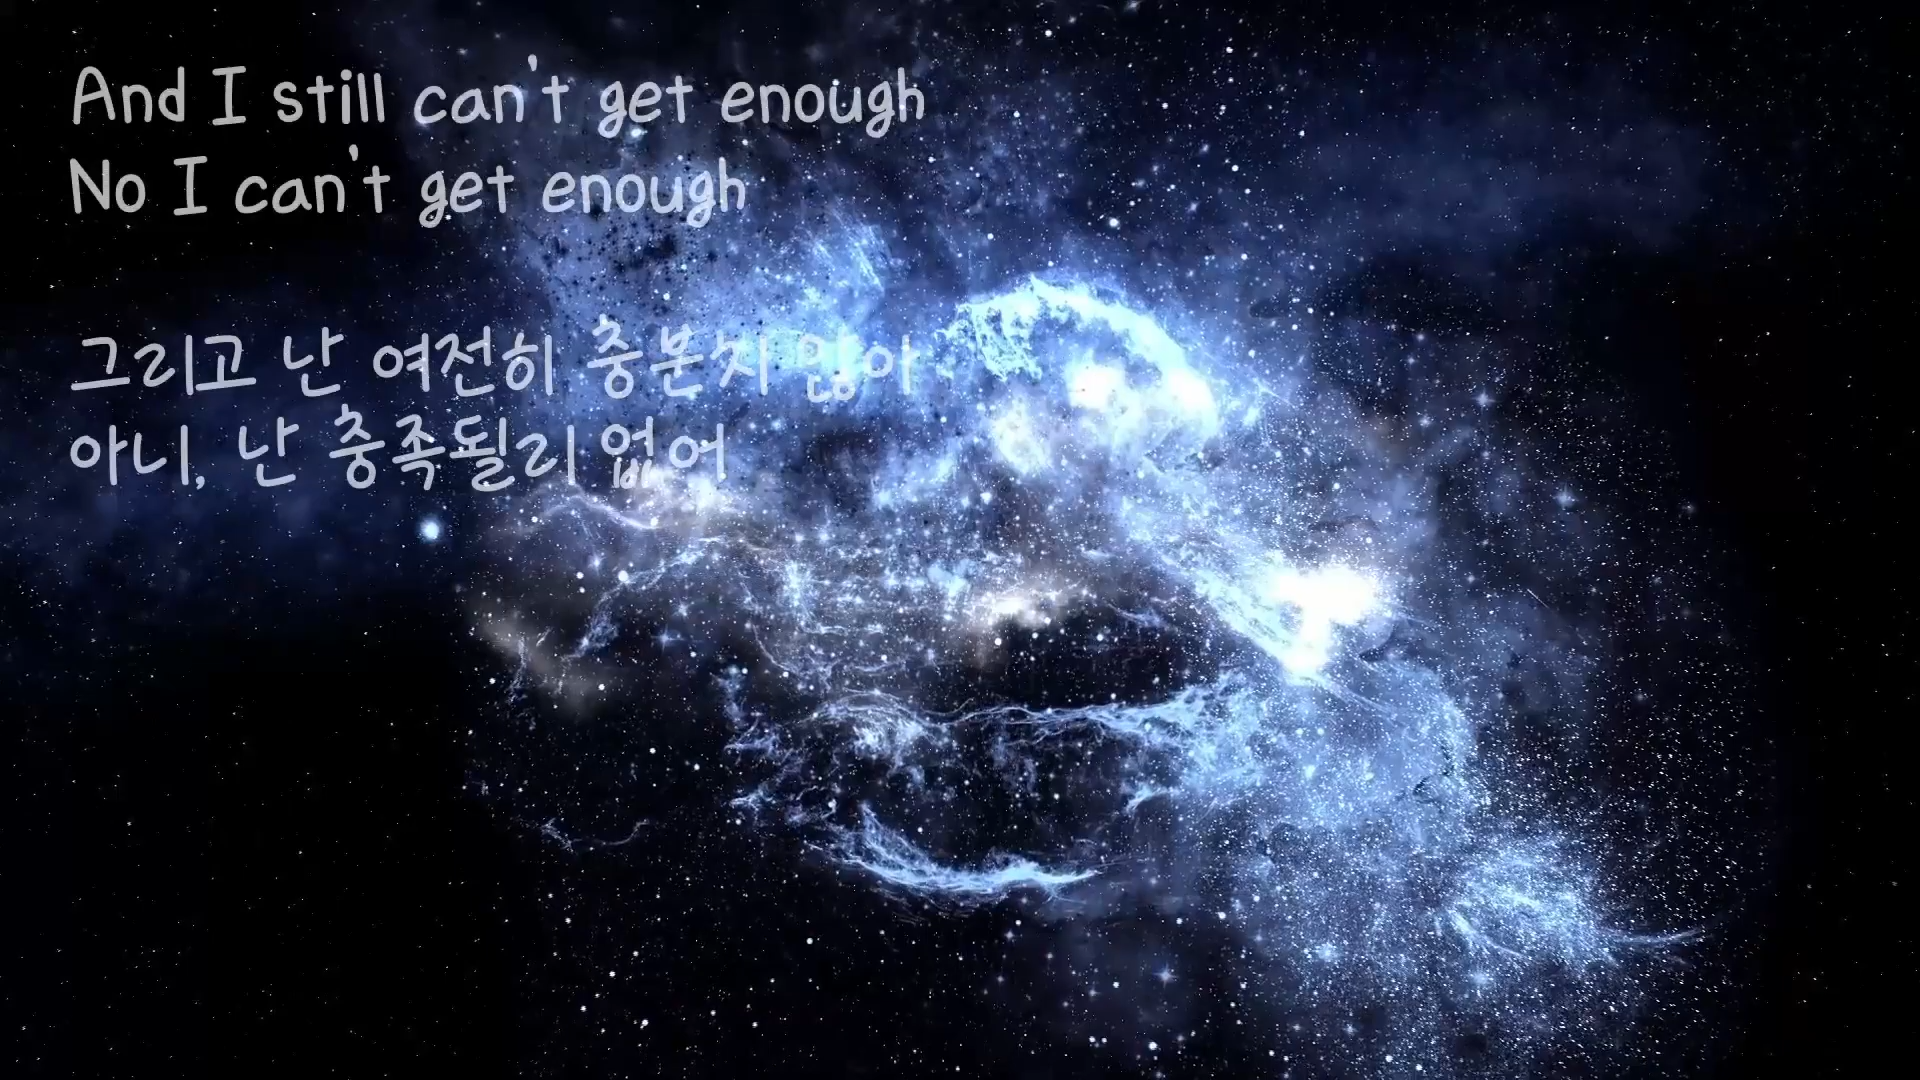 And I still can't get enough
No I can't get enough
그리고 난 여전히 충분치 않아
아니, 난 충족될리 없어